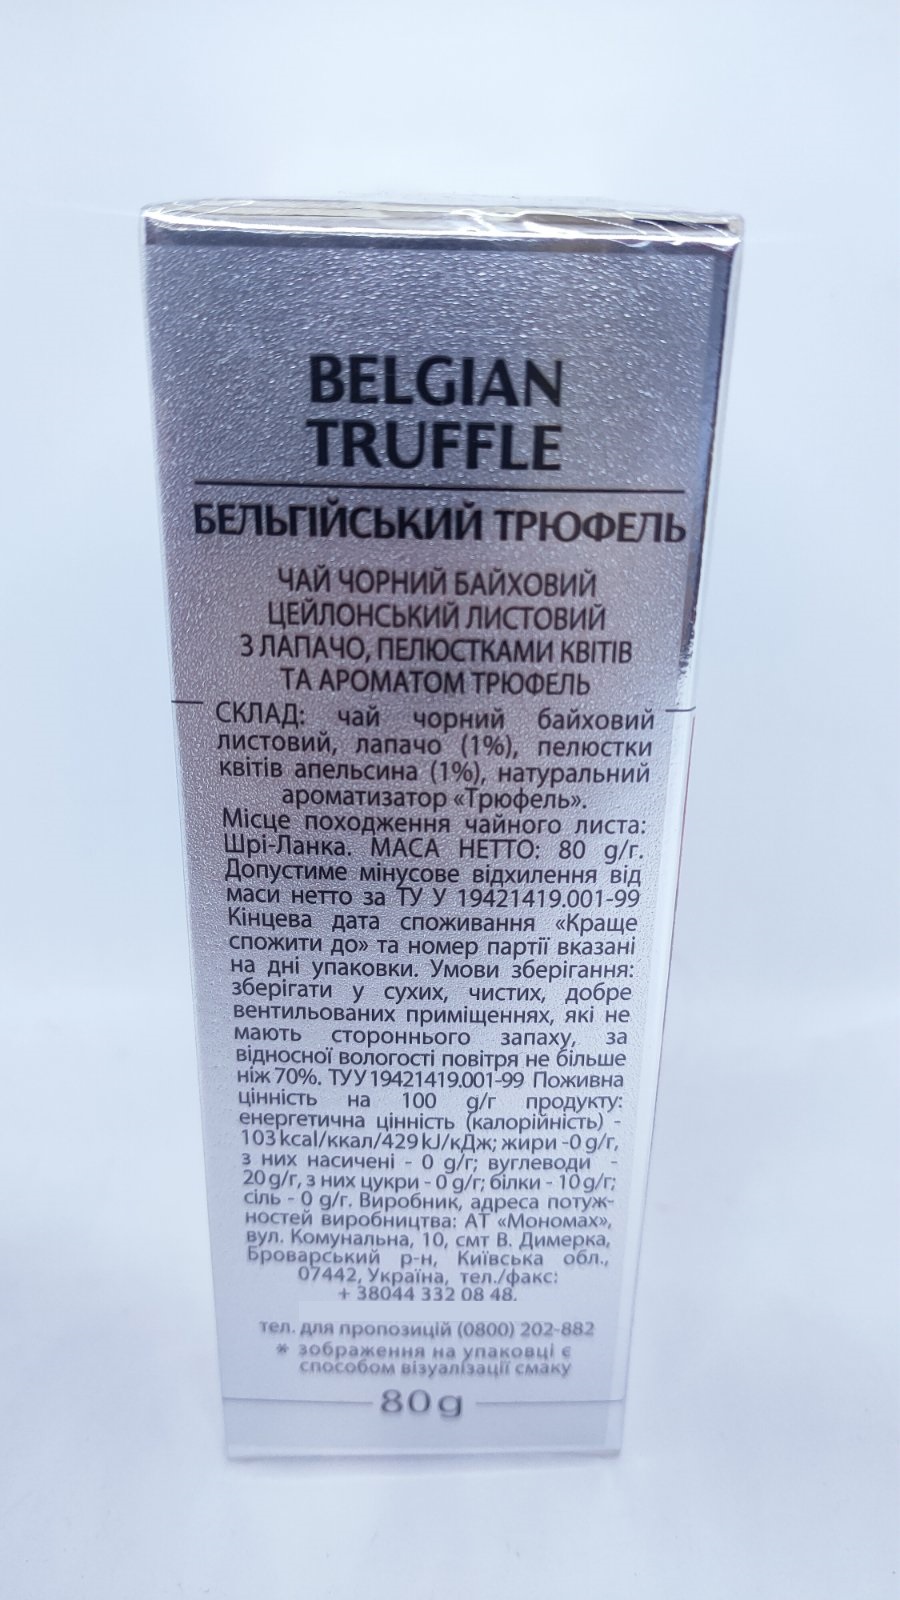 BELGIAN
TRUFFLE
БЕЛЬГІЙСЬКИЙ ТРЮФЕЛЬ
ЧАЙ ЧОРНИЙ БАЙХОВИЙ
ЦЕЙЛОНСЬКИЙ ЛИСТОВИЙ
З ЛАПАЧО, ПЕЛЮСТКАМИ КВІТІВ
ТА АРОМАТОМ ТРЮФЕЛЬ
СКЛАД: чай чорний байховий
листовий, лапачо (1%), пелюстки
квітів апельсина (1%), натуральний
ароматизатор «Трюфель».
Місце походження чайного листа:
Шрі-Ланка. МАСА НЕТТО: 80 g/г.
Допустиме мінусове відхилення від
маси нетто за ТУ У 19421419.001-99
Кінцева дата споживання «Краще
спожити до» та номер партії вказані
на дні упаковки. Умови зберігання:
зберігати у сухих, чистих, добре
вентильованих приміщеннях, які не
мають стороннього запаху, за
відносної вологості повітря не більше
ніж 70%. ТУ У 19421419.001-99 Поживна
цінність на 100 g/г продукту:
енергетична цінність (калорійність) -
103 kcal/ккал/429 kJ/кДж; жири -0 g/г,
з них насичені - 0 g/г; вуглеводи -
20 g/г, з них цукри - 0 g/г; білки - 10 g/г;
сіль - 0 g/г. Виробник, адреса потуж-
ностей виробництва: АТ «Мономах»,
вул. Комунальна, 10, смт В. Димерка,
Броварський р-н, Київська обл.,
07442, Україна, тел./факс:
+ 38044 332 08 48.
тел. для пропозицій (0800) 202-882
* зображення на упаковці є
способом візуалізації смаку
80g